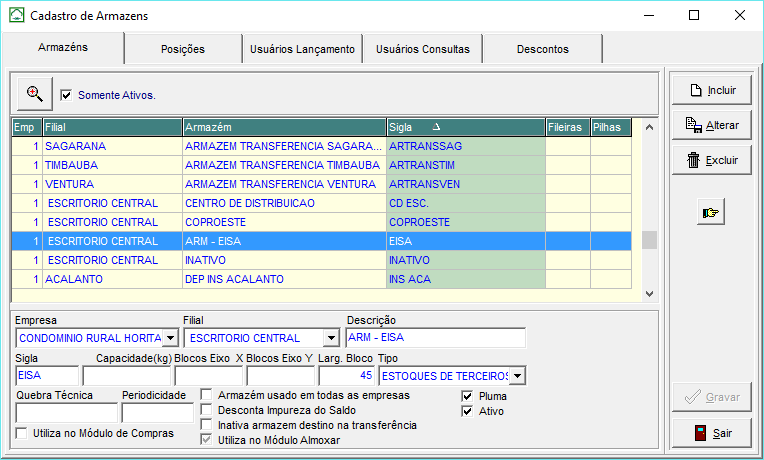 Cadastro de Armazens
Armazéns Posições Usuários Lançamento Usuários Consultas Descontos
Somente Ativos.
Emp Filial Armazém Sigla Fileiras Pilhas
1 SAGARANA ARMAZEM TRANSFERENCIA SAGARA... ARTRANSSAG
1 TIMBAUBA ARMAZEM TRANSFERENCIA TIMBAUBA ARTRANSTIM
1 VENTURA ARMAZEM TRANSFERENCIA VENTURA ARTRANSVEN
1 ESCRITORIO CENTRAL CENTRO DE DISTRIBUICAO CD ESC.
1 ESCRITORIO CENTRAL COPROESTE COPROESTE
1 ESCRITORIO CENTRAL ARM - EISA EISA
1 ESCRITORIO CENTRAL INATIVO INATIVO
1 ACALANTO DEP INS ACALANTO INS ACA
Incluir
Alterar
Excluir
Empresa Filial Descrição
CONDOMINIO RURAL HORITA ESCRITORIO CENTRAL ARM - EISA
Sigla Capacidade(kg) Blocos Eixo X Blocos Eixo Y Larg. Bloco Tipo
EISA 45 ESTOQUES DE TERCEIROS
Quebra Técnica Periodicidade
Armazém usado em todas as empresas
Desconta Impureza do Saldo
Inativa armazem destino na transferência
Utiliza no Módulo Almoxar
Utiliza no Módulo de Compras
Pluma
Ativo
Gravar
Sair